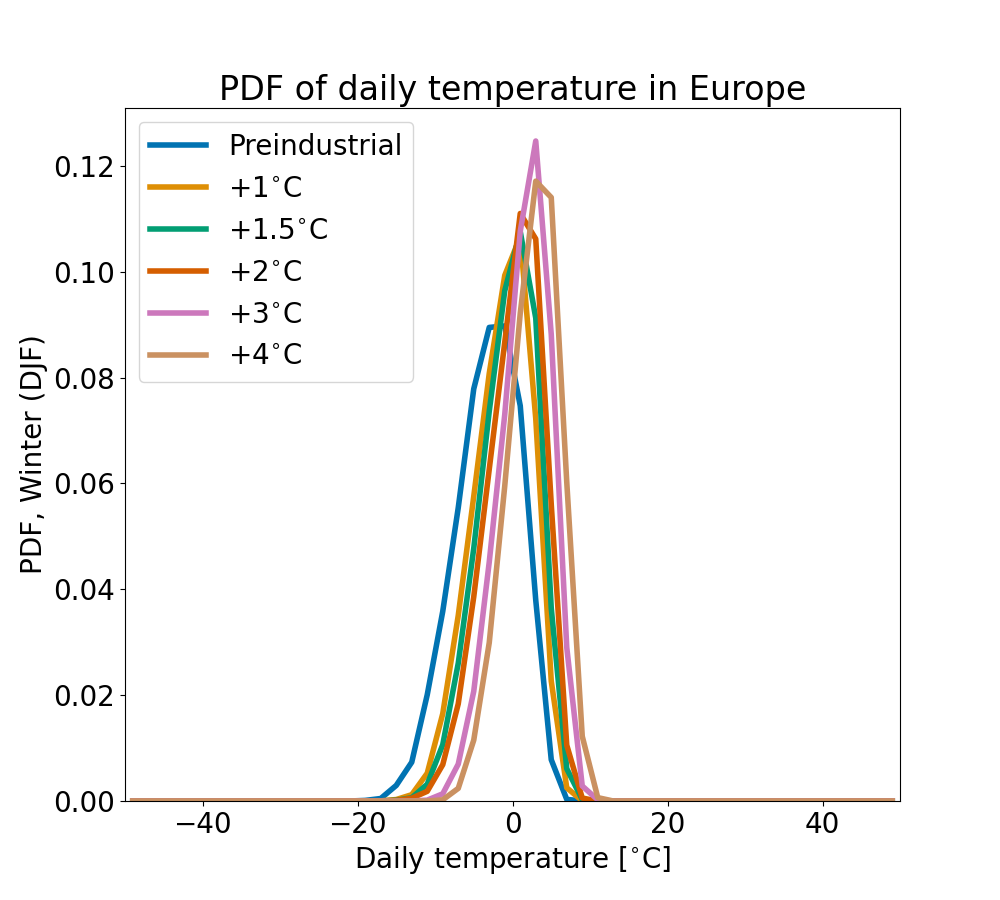 PDF of daily temperature in Europe
Preindustrial
+1°C
+1.5°C
+2°C
+3°C
+4°C
PDF, Winter (DJF)
0.12
0.10
0.08
0.06
0.04
0.02
0.00
−40 −20 0 20 40
Daily temperature [°C]